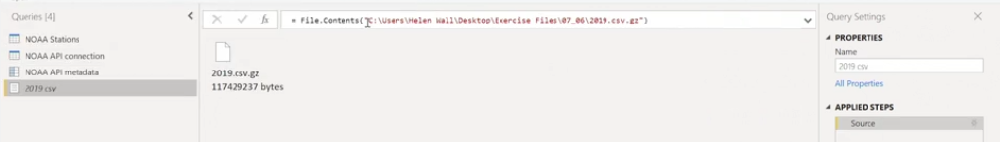 Queries [4]
NOAA Stations
NOAA API connection
NOAA API metadata
2019 csv
fx
= File.Contents("C:\Users\Helen Wall\Desktop\Exercise Files\07_06\2019.csv.gz")
2019.csv.gz
117429237 bytes
Query Settings
PROPERTIES
Name
2019 csv
All Properties
APPLIED STEPS
Source